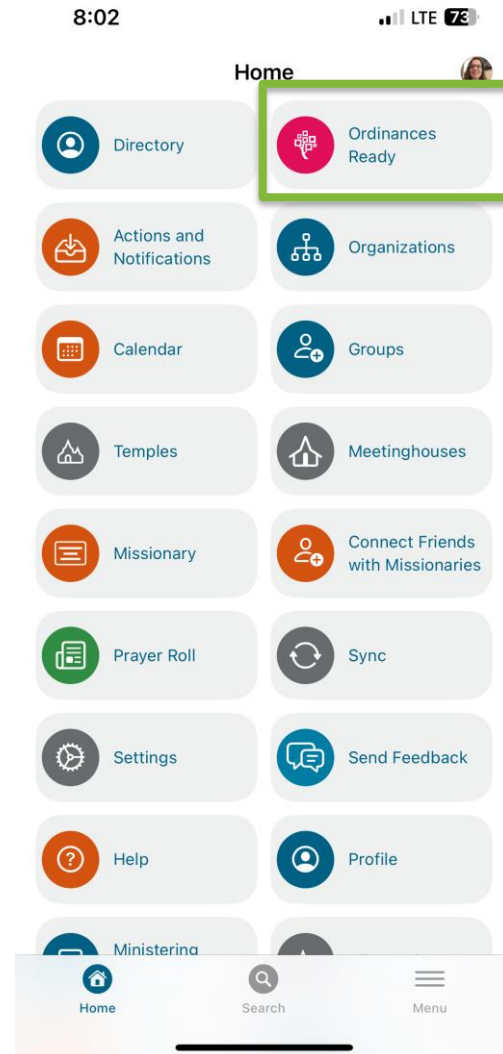 8:02 LTE 73
Home
Directory
Ordinances
Ready
Actions and
Notifications
Organizations
Calendar
Groups
Temples
Meetinghouses
Missionary
Connect Friends
with Missionaries
Prayer Roll
Sync
Settings
Send Feedback
Help
Profile
Ministering
Home Search Menu